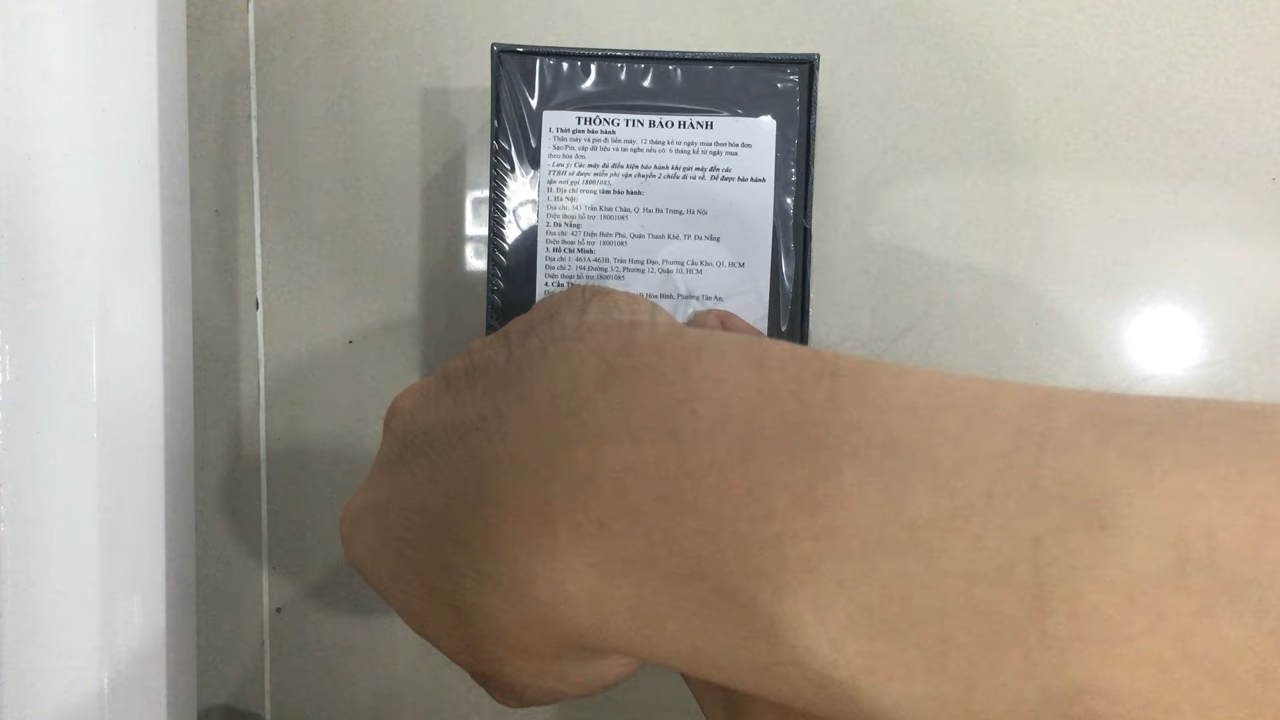 THÔNG TIN BẢO HÀNH
I. Thời gian bảo hành
- Thân máy và pin đi liền máy: 12 tháng kể từ ngày mua theo hóa đơn
- Sạc/Pin, cáp dữ liệu và tai nghe nếu có: 6 tháng kể từ ngày mua
theo hóa đơn.
- Lưu ý: Các máy đủ điều kiện bảo hành khi gửi máy đến các
TTBH sẽ được miễn phí vận chuyển 2 chiều đi và về. Để được bảo hành
tận nơi gọi 18001085.
II. Địa chỉ trung tâm bảo hành:
1. Hà Nội:
Địa chỉ: 343 Trần Khát Chân, Q. Hai Bà Trưng, Hà Nội
Điện thoại hỗ trợ: 18001085
2. Đà Nẵng:
Địa chỉ: 427 Điện Biên Phủ, Quận Thanh Khê, TP. Đà Nẵng
Điện thoại hỗ trợ: 18001085
3. Hồ Chí Minh:
Địa chỉ 1: 463A-463B, Trần Hưng Đạo, Phường Cầu Kho, Q1, HCM
Địa chỉ 2: 194 Đường 3/2, Phường 12, Quận 10, HCM
Điện thoại hỗ trợ:18001085
4. Cần
Hòa Bình, Phường Tân An,